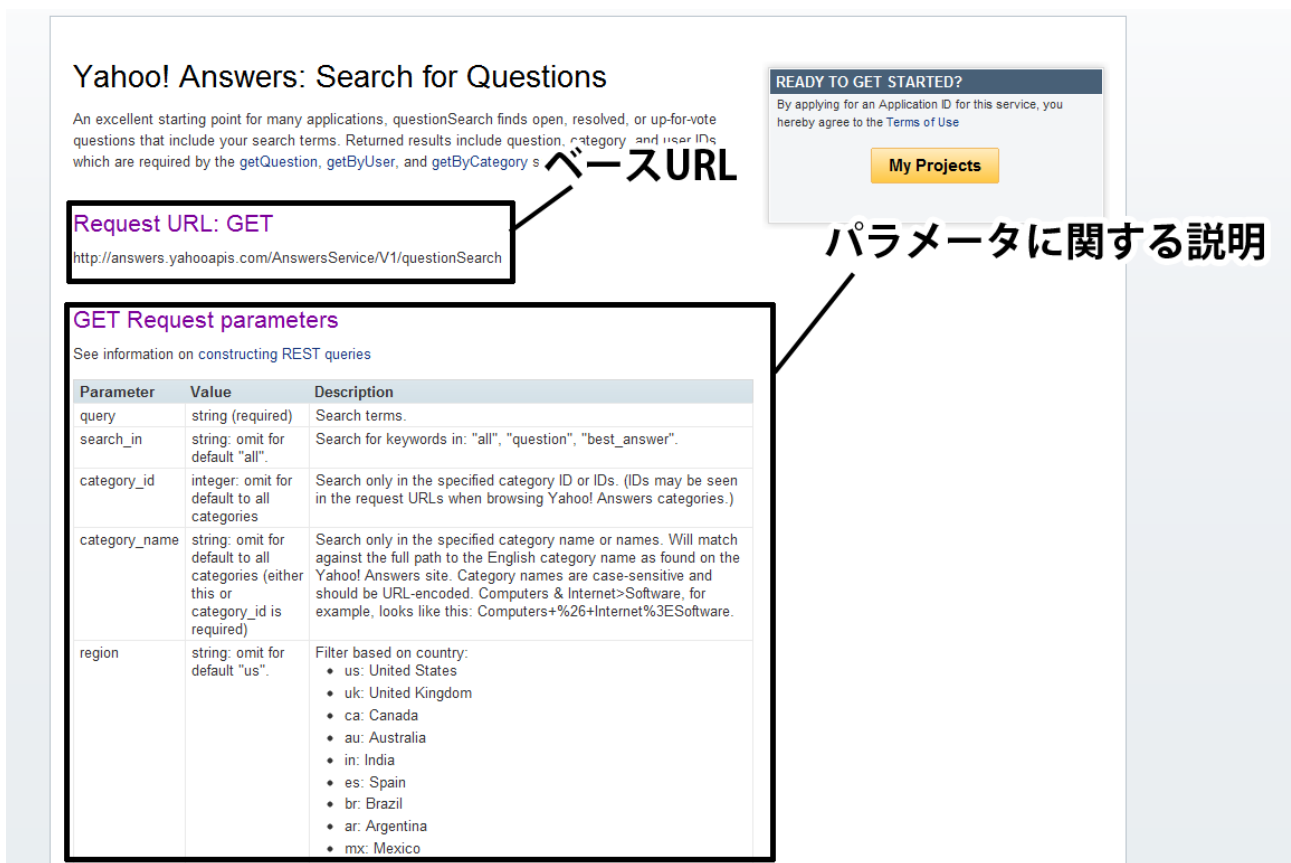 Yahoo! Answers: Search for Questions
An excellent starting point for many applications, questionSearch finds open, resolved, or up-for-vote
questions that include your search terms. Returned results include question, category, and user IDs
which are required by the getQuestion, getByUser, and getByCategory s
ベースURL
READY TO GET STARTED?
By applying for an Application ID for this service, you
hereby agree to the Terms of Use
My Projects
Request URL: GET
http://answers.yahooapis.com/AnswersService/V1/questionSearch
パラメータに関する説明
GET Request parameters
See information on constructing REST queries
Parameter Value Description
query string (required) Search terms.
search_in string: omit for Search for keywords in: "all", "question", "best_answer".
default "all".
category_id integer: omit for Search only in the specified category ID or IDs. (IDs may be seen
default to all in the request URLs when browsing Yahoo! Answers categories.)
categories
category_name string: omit for Search only in the specified category name or names. Will match
default to all against the full path to the English category name as found on the
categories (either Yahoo! Answers site. Category names are case-sensitive and
this or should be URL-encoded. Computers & Internet>Software, for
category_id is example, looks like this: Computers+%26+Internet%3ESoftware.
required)
region string: omit for Filter based on country:
default "us". • us: United States
• uk: United Kingdom
• ca: Canada
• au: Australia
• in: India
• es: Spain
• br: Brazil
• ar: Argentina
• mx: Mexico